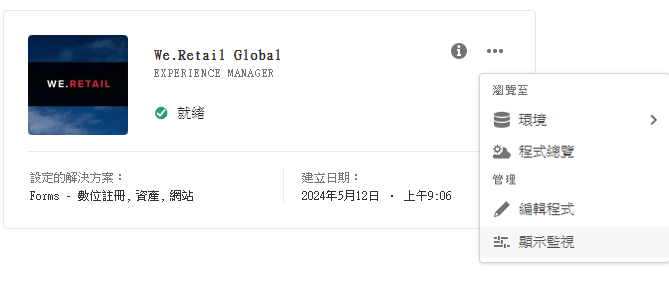 WE.RETAIL
We.Retail Global
EXPERIENCE MANAGER
就緒
設定的解決方案：
Forms - 數位註冊, 資產, 網站
建立日期：
2024年5月12日 · 上午9:06
瀏覽至
環境
程式總覽
管理
編輯程式
顯示監視